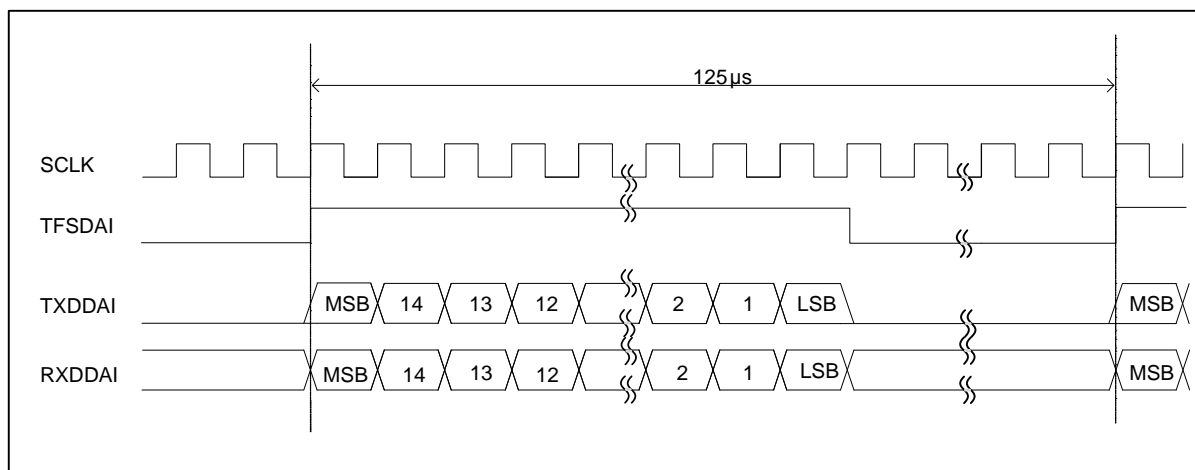 125µs
SCLK
TFSDAI
TXDDAI MSB 14 13 12 2 1 LSB MSB
RXDDAI MSB 14 13 12 2 1 LSB MSB